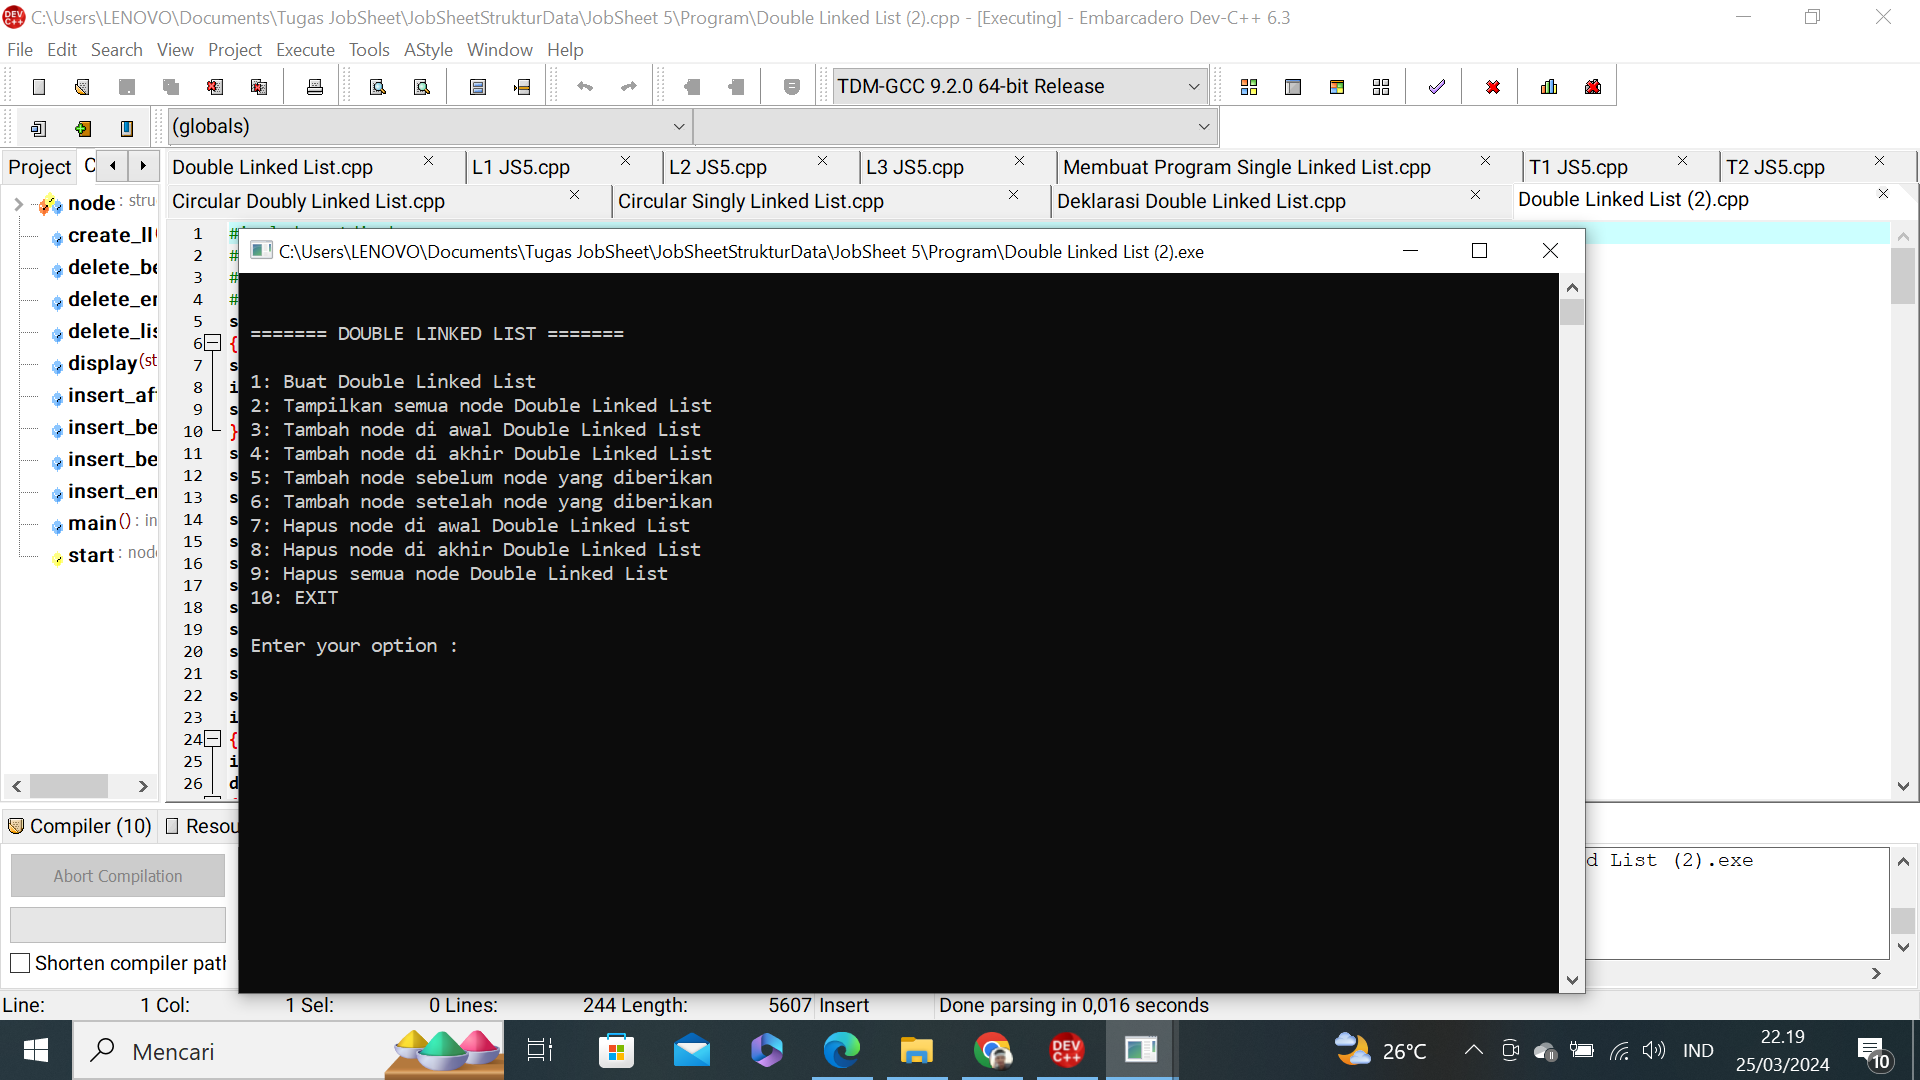 C:\Users\LENOVO\Documents\Tugas JobSheet\JobSheetStrukturData\JobSheet 5\Program\Double Linked List (2).cpp - [Executing] - Embarcadero Dev-C++ 6.3
File Edit Search View Project Execute Tools AStyle Window Help
TDM-GCC 9.2.0 64-bit Release
(globals)
Project Double Linked List.cpp L1 JS5.cpp L2 JS5.cpp L3 JS5.cpp Membuat Program Single Linked List.cpp T1 JS5.cpp T2 JS5.cpp
Circular Doubly Linked List.cpp Circular Singly Linked List.cpp Deklarasi Double Linked List.cpp Double Linked List (2).cpp
node : stru
create_ll
delete_be
delete_er
delete_lis
display(st
insert_af
insert_be
insert_be
insert_en
main() : in
start : node
1 #
2 #
3 #
4 #
5 s
6 {
7 s
8 i
9 s
10 }
11 s
12 s
13 s
14 s
15 s
16 s
17 s
18 s
19 s
20 s
21 s
22 s
23 i
24 {
25 i
26 d
C:\Users\LENOVO\Documents\Tugas JobSheet\JobSheetStrukturData\JobSheet 5\Program\Double Linked List (2).exe
======= DOUBLE LINKED LIST =======
1: Buat Double Linked List
2: Tampilkan semua node Double Linked List
3: Tambah node di awal Double Linked List
4: Tambah node di akhir Double Linked List
5: Tambah node sebelum node yang diberikan
6: Tambah node setelah node yang diberikan
7: Hapus node di awal Double Linked List
8: Hapus node di akhir Double Linked List
9: Hapus semua node Double Linked List
10: EXIT
Enter your option :
Compiler (10) Resou
Abort Compilation
Shorten compiler path
d List (2).exe
Line: 1 Col: 1 Sel: 0 Lines: 244 Length: 5607 Insert Done parsing in 0,016 seconds
Mencari
DEV C++
26°C
IND
22.19
25/03/2024
10